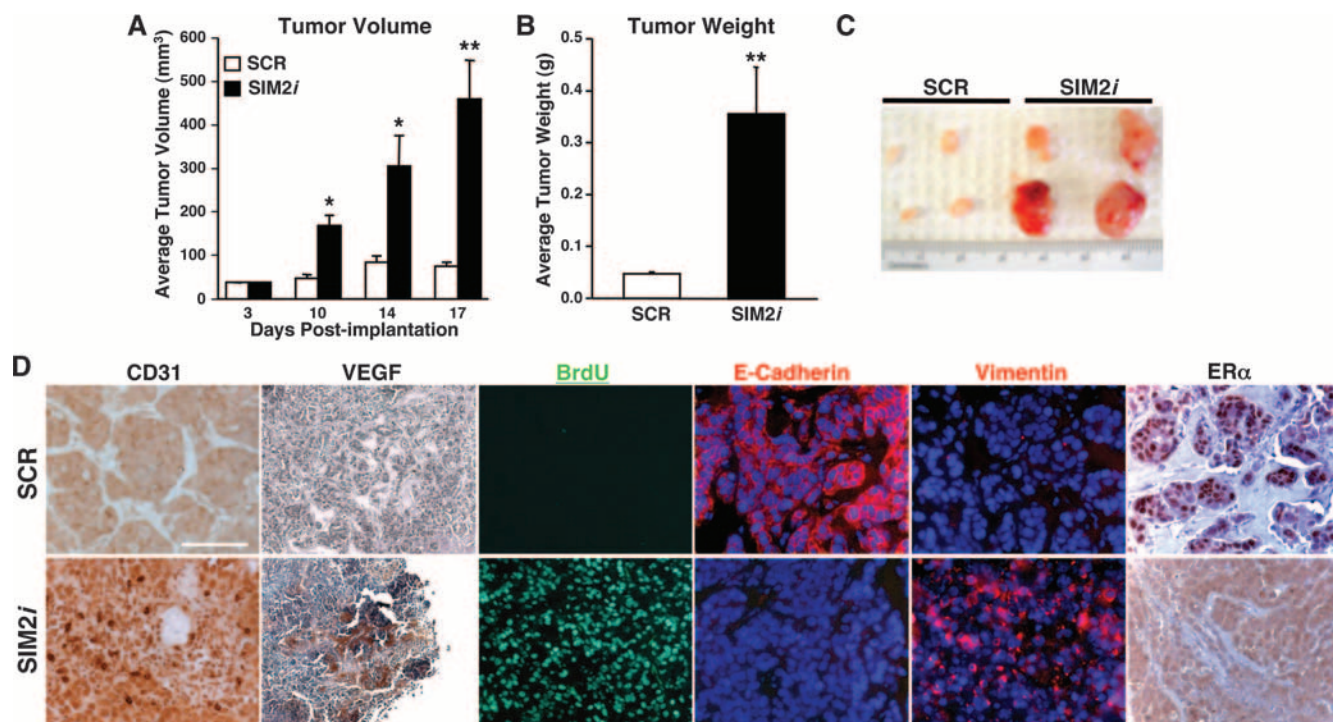 A Tumor Volume
Average Tumor Volume (mm³)
600
500
400
300
200
100
0
SCR
SIM2i
*
*
**
3 10 14 17
Days Post-implantation
B Tumor Weight
Average Tumor Weight (g)
0.5
0.4
0.3
0.2
0.1
0.0
**
SCR SIM2i
C
SCR SIM2i
D
CD31 VEGF BrdU E-Cadherin Vimentin ERα
SCR
SIM2i